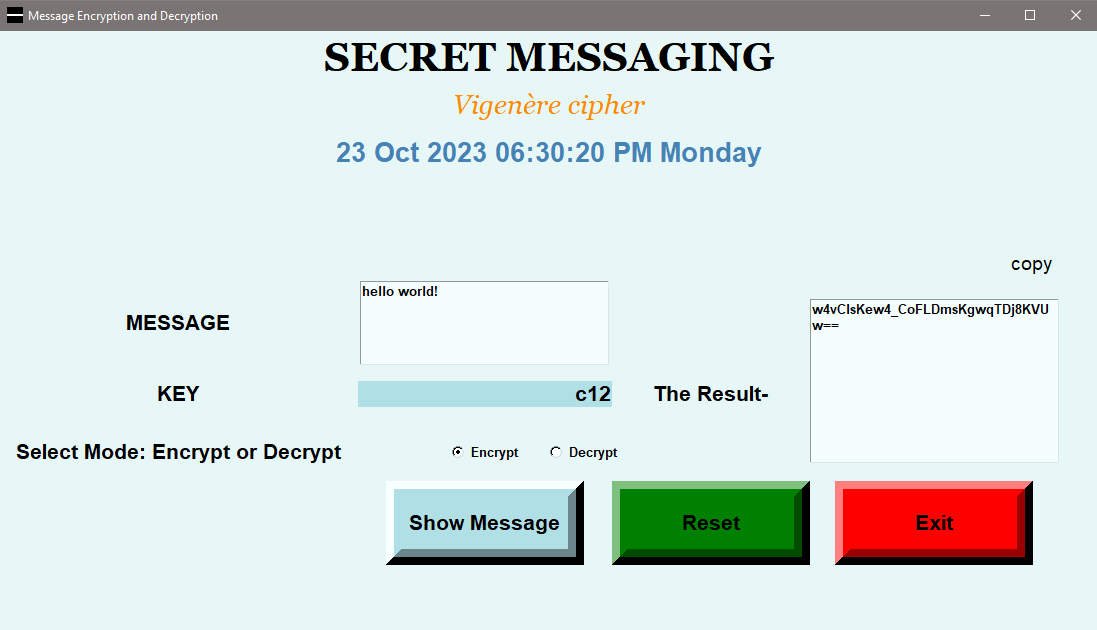 Message Encryption and Decryption
SECRET MESSAGING
Vigenère cipher
23 Oct 2023 06:30:20 PM Monday
copy
MESSAGE
hello world!
w4vClsKew4_CoFLDmsKgwqTDj8KVU
w==
KEY
c12
The Result-
Select Mode: Encrypt or Decrypt
Encrypt
Decrypt
Show Message
Reset
Exit